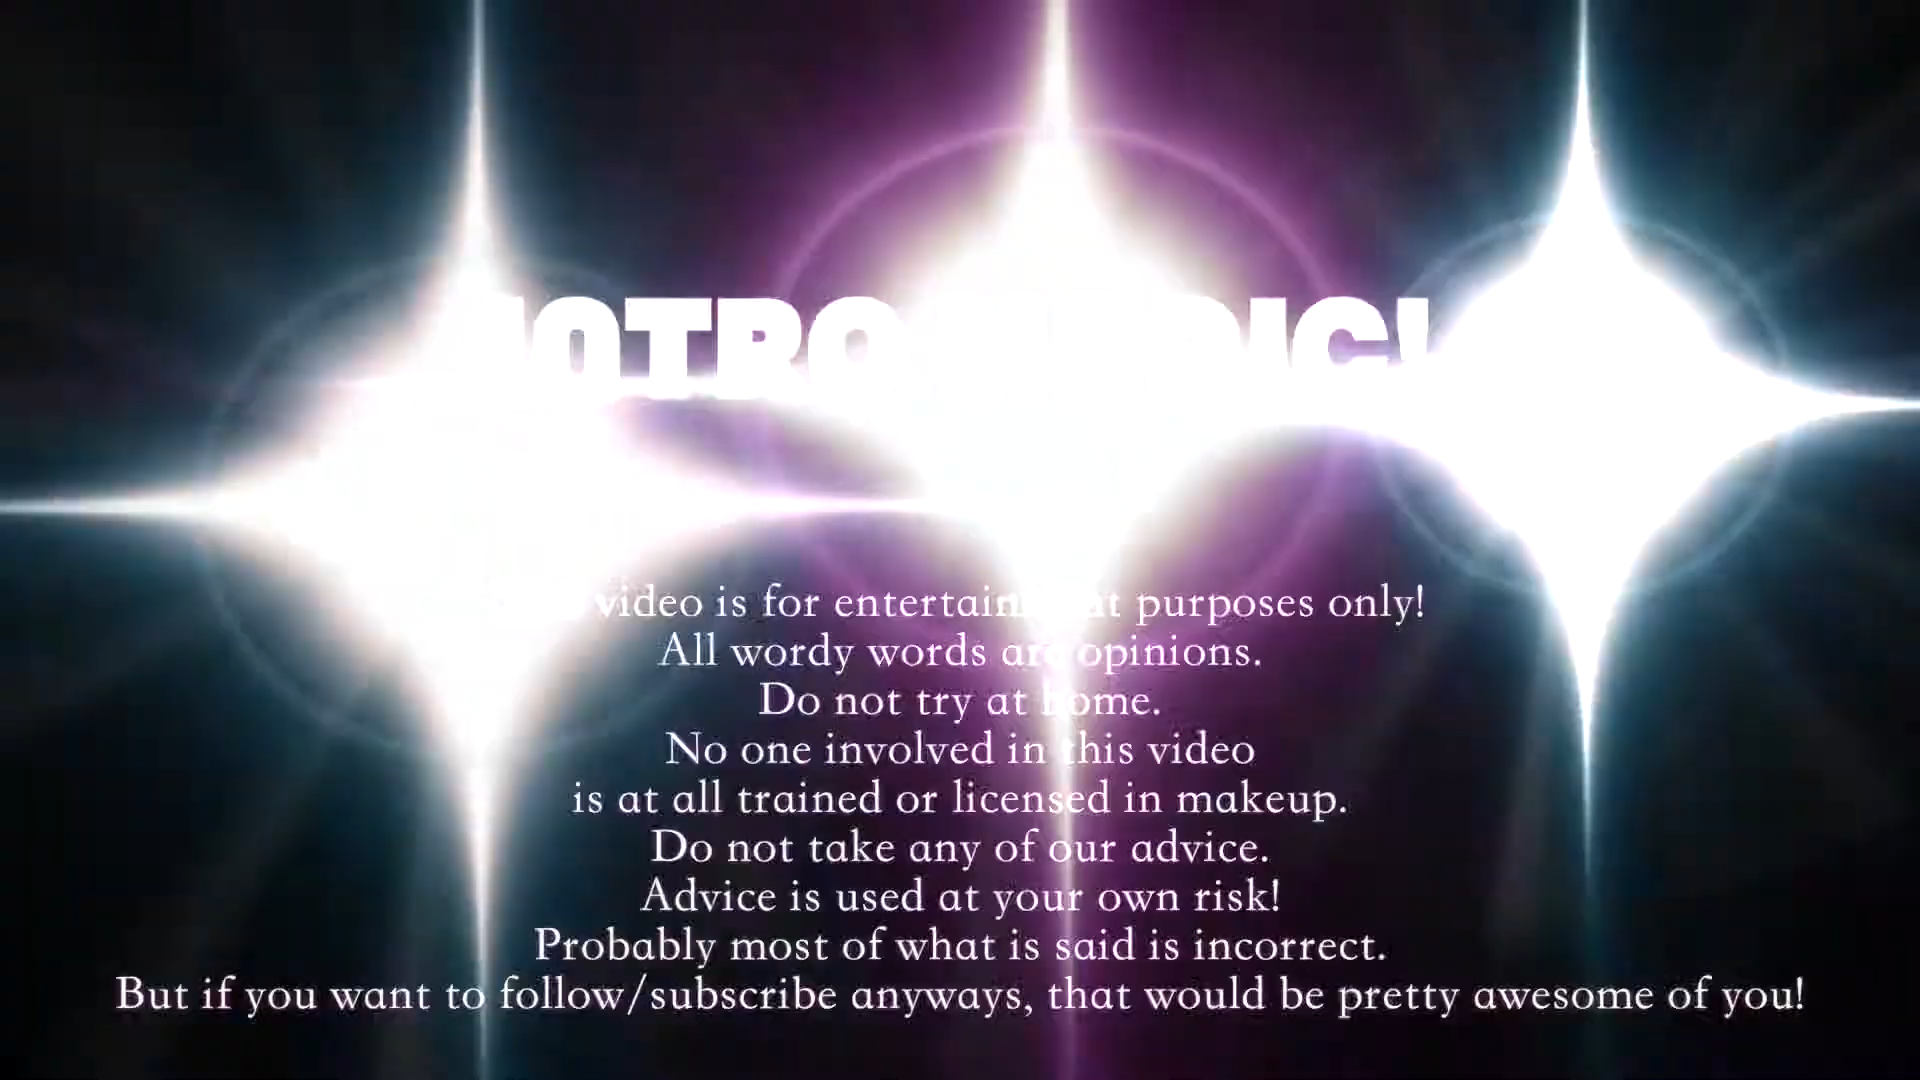 video is for entertainment purposes only!
All wordy words are opinions.
Do not try at home.
No one involved in this video
is at all trained or licensed in makeup.
Do not take any of our advice.
Advice is used at your own risk!
Probably most of what is said is incorrect.
But if you want to follow/subscribe anyways, that would be pretty awesome of you!